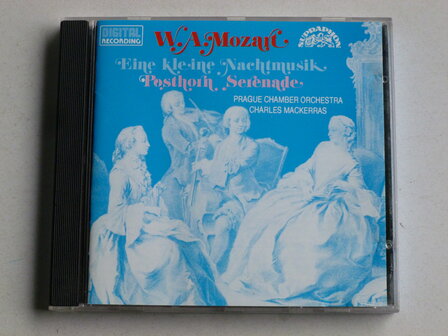 DIGITAL
RECORDING
W.A.Mozart
SUPRAPHON
Eine kleine Nachtmusik
Posthorn Serenade
PRAGUE CHAMBER ORCHESTRA
CHARLES MACKERRAS